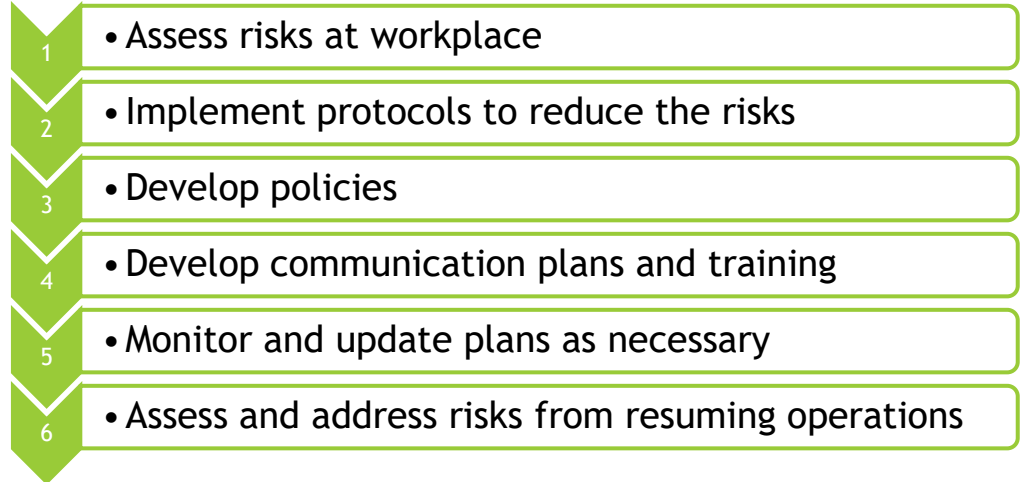 1 • Assess risks at workplace
2 • Implement protocols to reduce the risks
3 • Develop policies
4 • Develop communication plans and training
5 • Monitor and update plans as necessary
6 • Assess and address risks from resuming operations